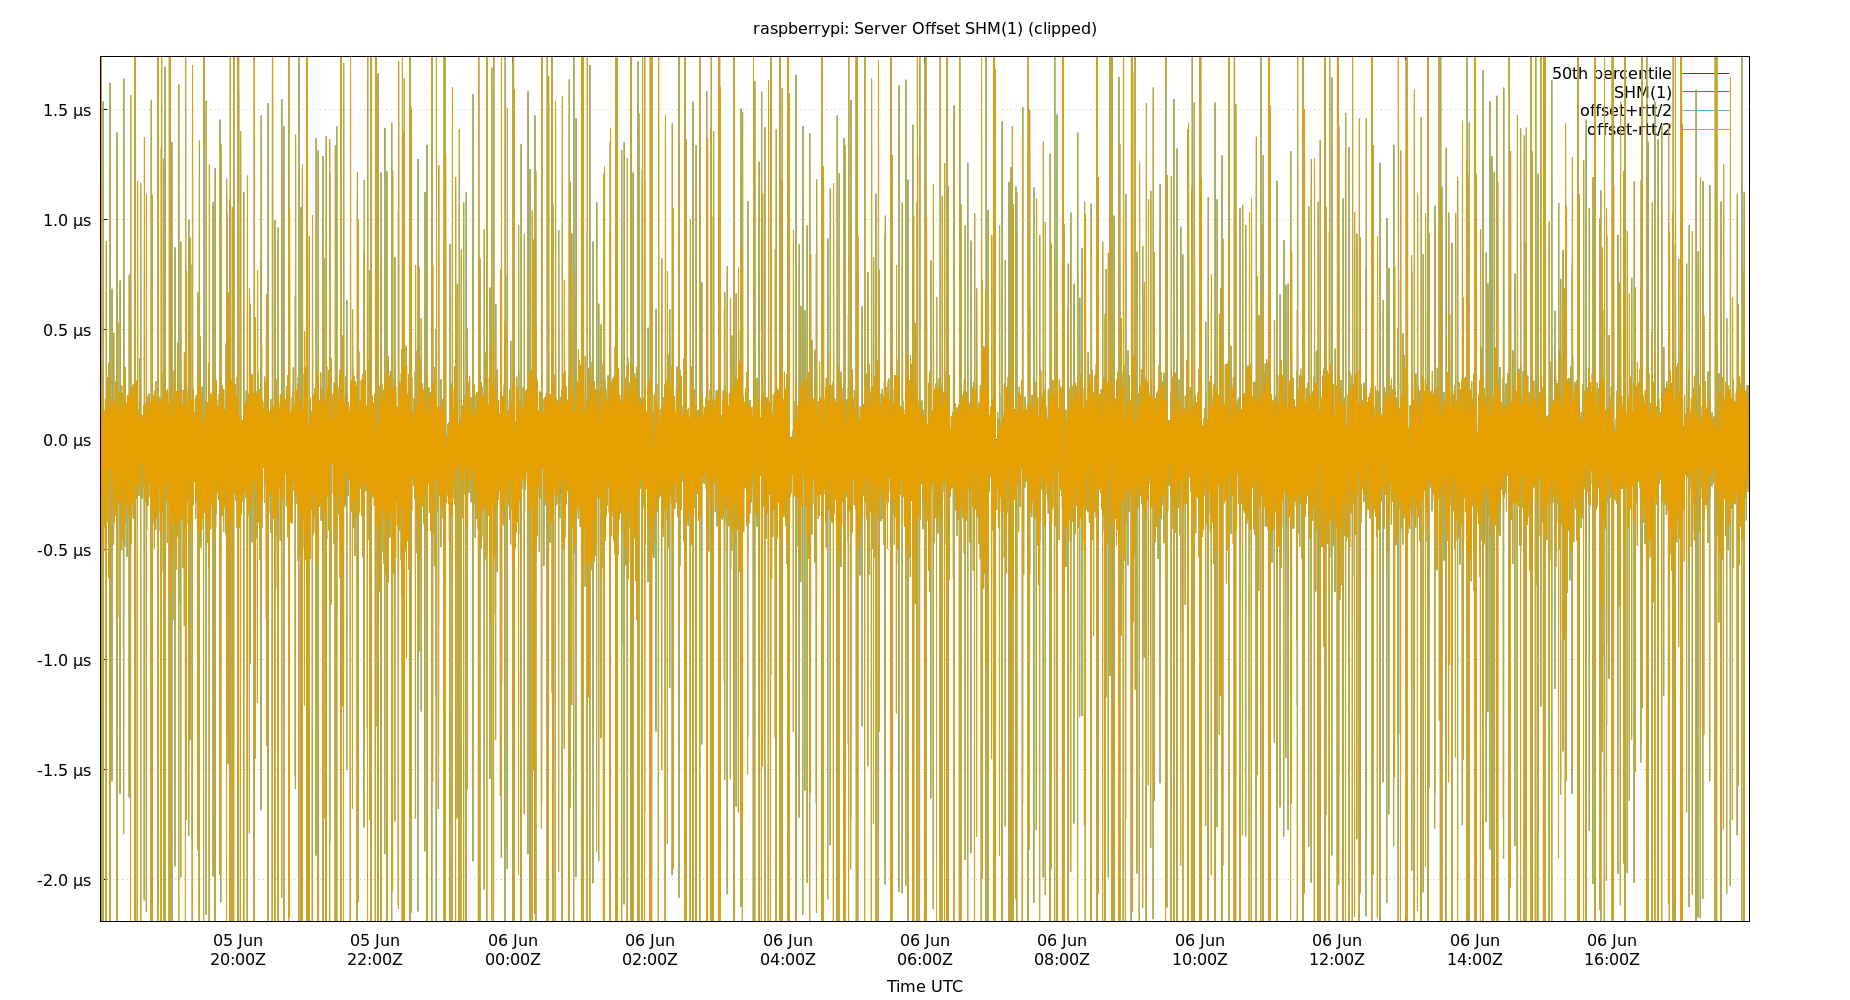 raspberrypi: Server Offset SHM(1) (clipped)
50th percentile
SHM(1)
offset+rtt/2
offset-rtt/2
1.5 µs
1.0 µs
0.5 µs
0.0 µs
-0.5 µs
-1.0 µs
-1.5 µs
-2.0 µs
05 Jun 05 Jun 06 Jun 06 Jun 06 Jun 06 Jun 06 Jun 06 Jun 06 Jun 06 Jun 06 Jun
20:00Z 22:00Z 00:00Z 02:00Z 04:00Z 06:00Z 08:00Z 10:00Z 12:00Z 14:00Z 16:00Z
Time UTC